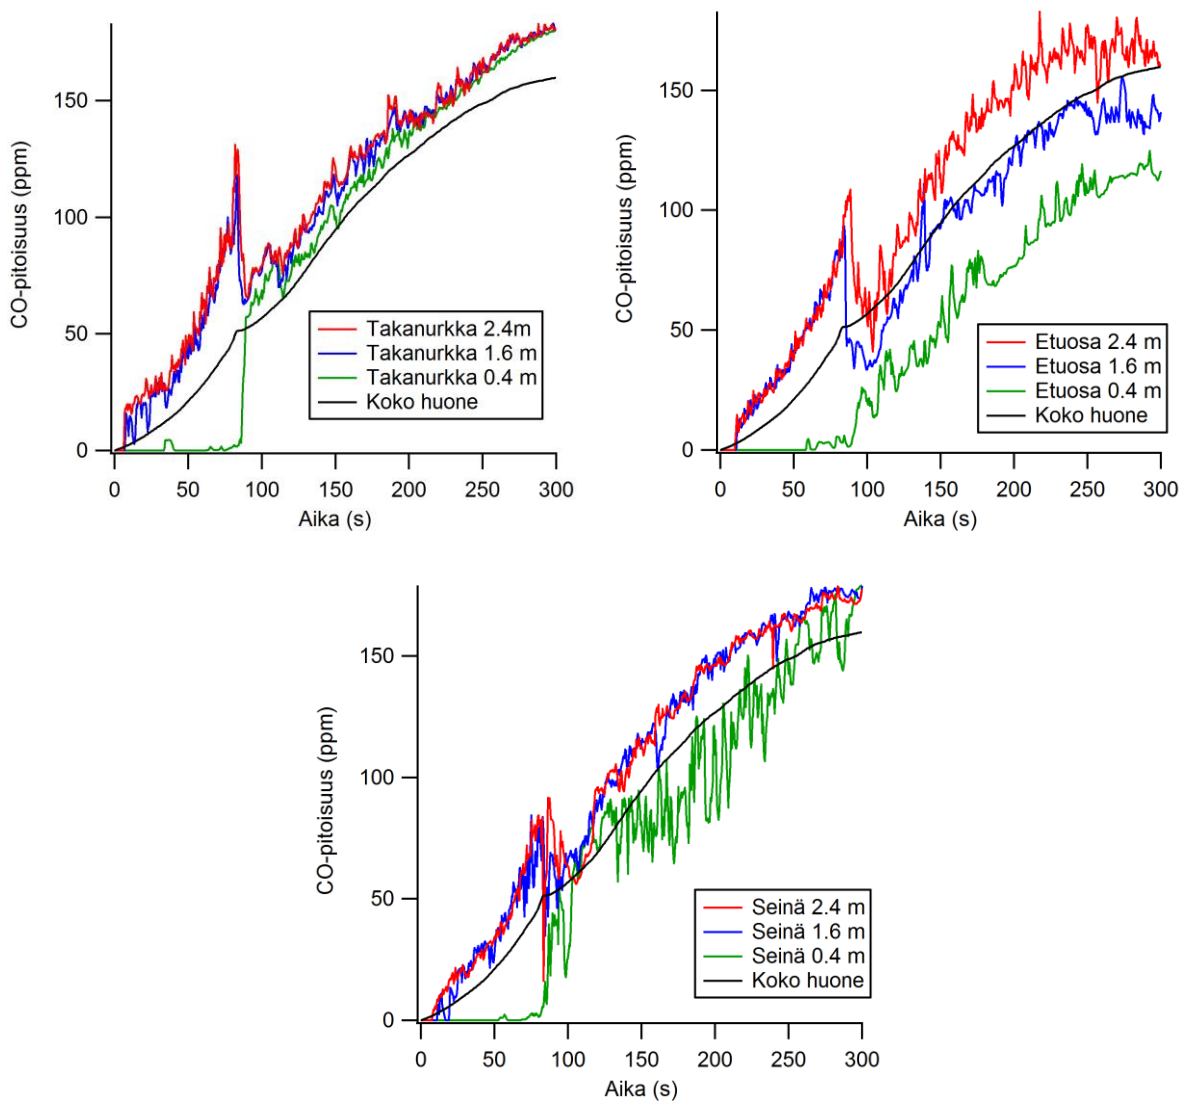 CO-pitoisuus (ppm)
150
100
50
0
0 50 100 150 200 250 300
Aika (s)
Takanurkka 2.4m
Takanurkka 1.6 m
Takanurkka 0.4 m
Koko huone
CO-pitoisuus (ppm)
150
100
50
0
0 50 100 150 200 250 300
Aika (s)
Etuosa 2.4 m
Etuosa 1.6 m
Etuosa 0.4 m
Koko huone
CO-pitoisuus (ppm)
150
100
50
0
0 50 100 150 200 250 300
Aika (s)
Seinä 2.4 m
Seinä 1.6 m
Seinä 0.4 m
Koko huone